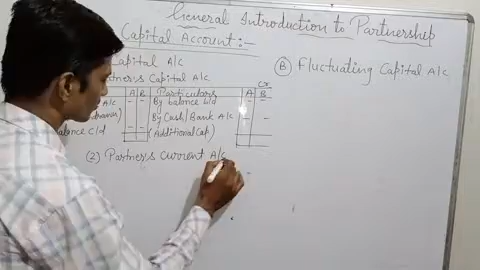 General Introduction to Partnership
Capital Account:-
Capital A/c
B Fluctuating Capital A/c
Capital A/c
Cr
A B Particulars A B
A/c By balance b/d
By Cash/Bank A/c
balance c/d (Additional Cap)
(2) Partner's Current A/c